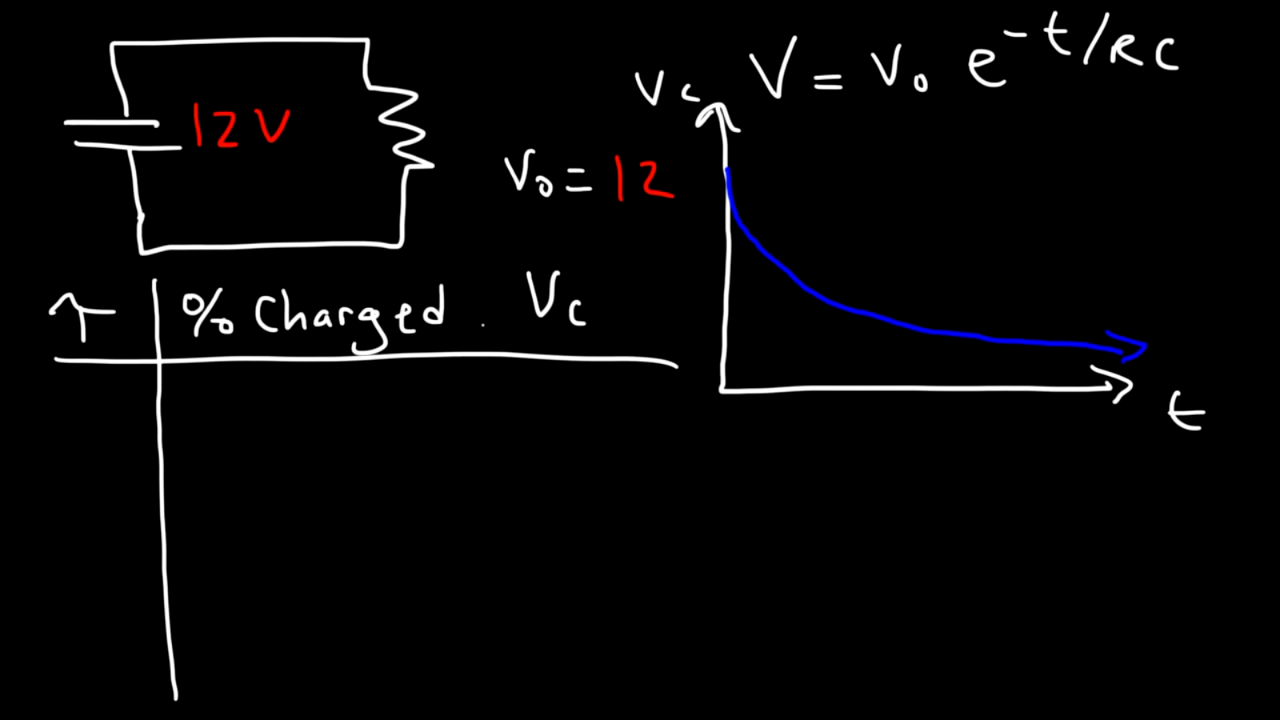 V = V₀ e^(-t/RC)
Vc
12V
V₀ = 12
τ % Charged Vc
t